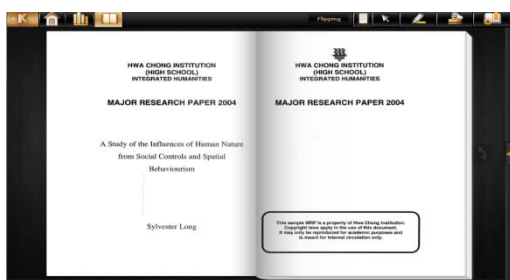 K
Flipping
HWA CHONG INSTITUTION
(HIGH SCHOOL)
INTEGRATED HUMANITIES
MAJOR RESEARCH PAPER 2004
A Study of the Influences of Human Nature
from Social Controls and Spatial
Behaviourism
Sylvester Long
HWA CHONG INSTITUTION
(HIGH SCHOOL)
INTEGRATED HUMANITIES
MAJOR RESEARCH PAPER 2004
This sample MRP is a property of Hwa Chong Institution.
Copyright laws apply in the use of this document.
It may only be reproduced for academic purposes and
is meant for internal circulation only.